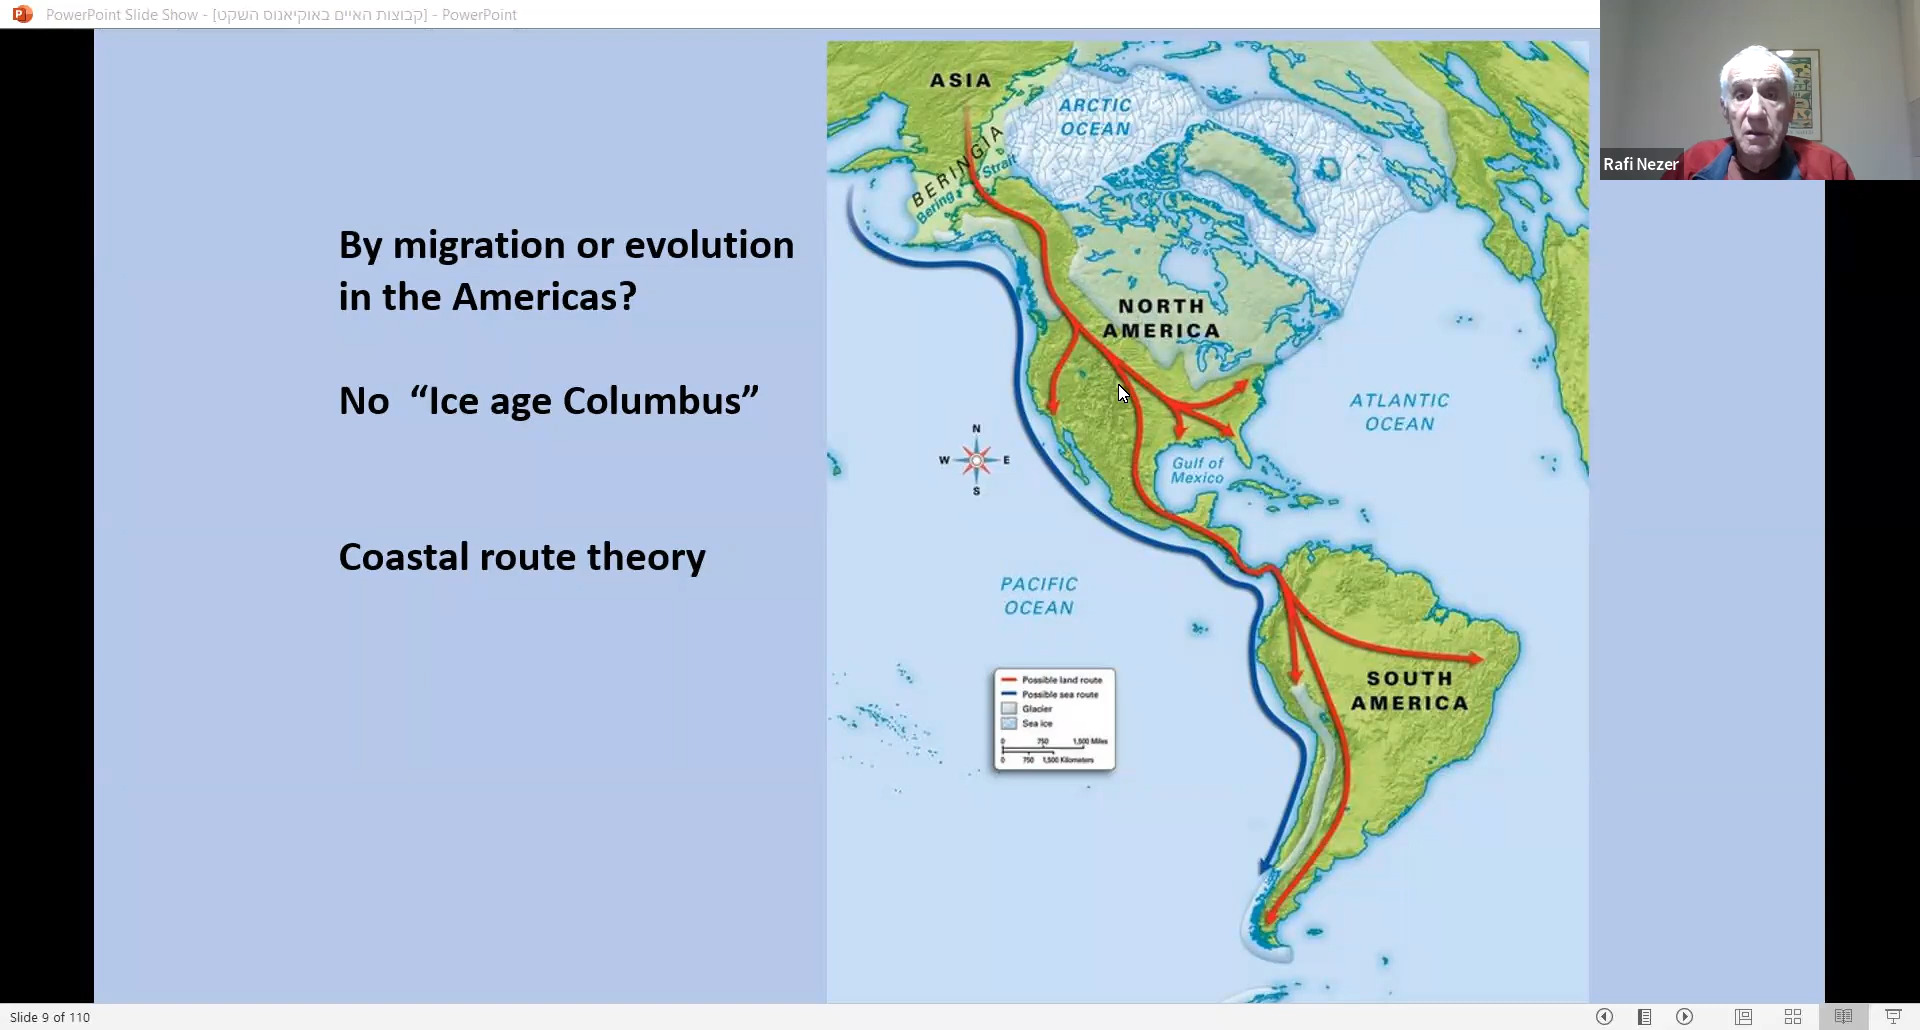 PowerPoint Slide Show - [קבוצות האיים באוקיאנוס השקט] - PowerPoint
Rafi Nezer
By migration or evolution
in the Americas?
No “Ice age Columbus”
Coastal route theory
ASIA
ARCTIC
OCEAN
BERINGIA
Bering Strait
NORTH
AMERICA
ATLANTIC
OCEAN
N
W E
S
Gulf of
Mexico
PACIFIC
OCEAN
SOUTH
AMERICA
Possible land route
Possible sea route
Glacier
Sea ice
0 750 1,500 Miles
0 750 1,500 Kilometers
Slide 9 of 110